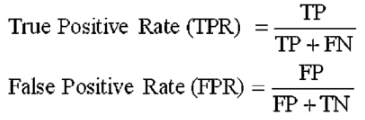 True Positive Rate (TPR) = TP / TP + FN
False Positive Rate (FPR) = FP / FP + TN